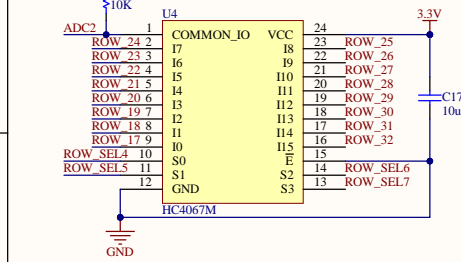 10K
U4
3.3V
ADC2 1 COMMON_IO VCC 24
ROW_24 2 I7 I8 23 ROW_25
ROW_23 3 I6 I9 22 ROW_26
ROW_22 4 I5 I10 21 ROW_27
ROW_21 5 I4 I11 20 ROW_28
ROW_20 6 I3 I12 19 ROW_29
ROW_19 7 I2 I13 18 ROW_30
ROW_18 8 I1 I14 17 ROW_31
ROW_17 9 I0 I15 16 ROW_32
ROW_SEL4 10 S0 E 15
ROW_SEL5 11 S1 S2 14 ROW_SEL6
12 GND S3 13 ROW_SEL7
C17
10u
HC4067M
GND